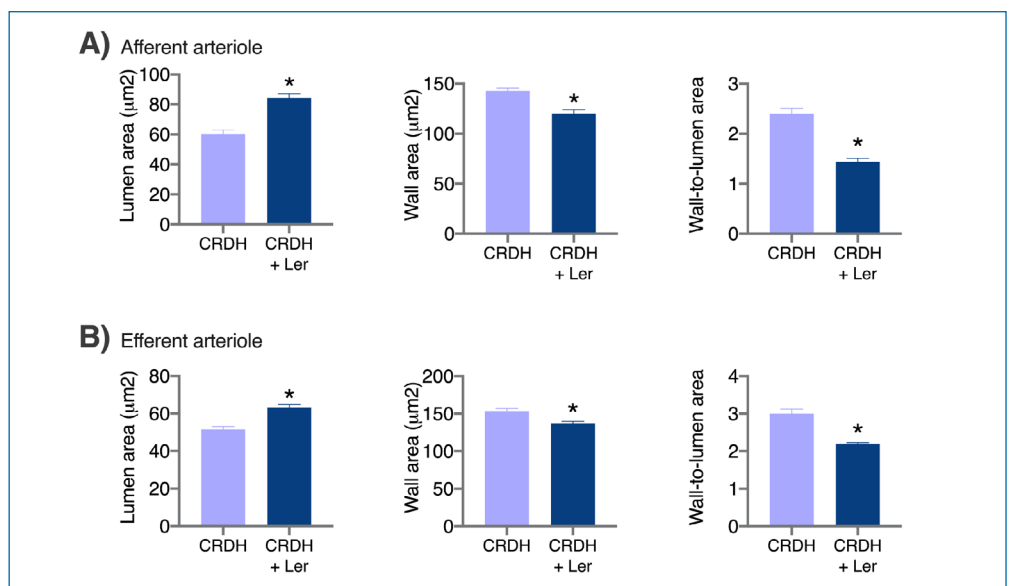 A) Afferent arteriole
Lumen area (μm2)
100
80
60
40
20
0
CRDH
CRDH
+ Ler
*
Wall area (μm2)
150
100
50
0
CRDH
CRDH
+ Ler
*
Wall-to-lumen area
3
2
1
0
CRDH
CRDH
+ Ler
*
B) Efferent arteriole
Lumen area (μm2)
80
60
40
20
0
CRDH
CRDH
+ Ler
*
Wall area (μm2)
200
150
100
50
0
CRDH
CRDH
+ Ler
*
Wall-to-lumen area
4
3
2
1
0
CRDH
CRDH
+ Ler
*